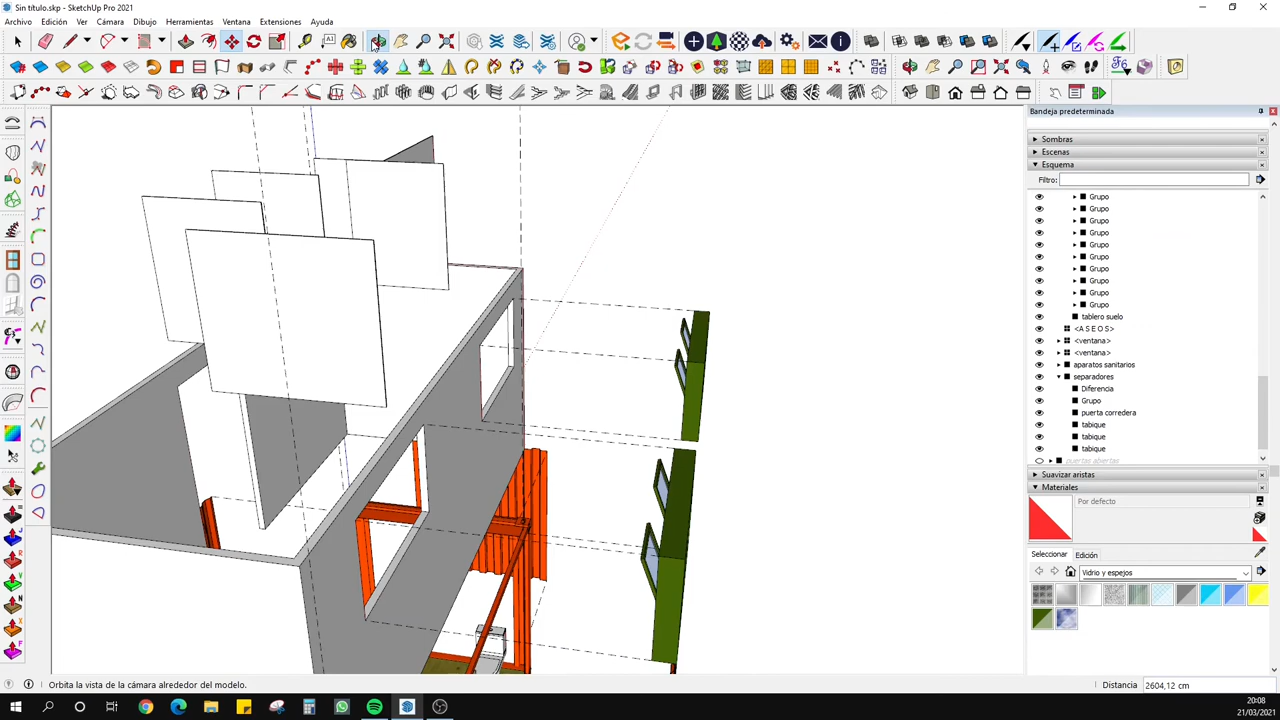 Sin título.skp - SketchUp Pro 2021
Archivo Edición Ver Cámara Dibujo Herramientas Ventana Extensiones Ayuda
Bandeja predeterminada
Sombras
Escenas
Esquema
Filtro:
Grupo
Grupo
Grupo
Grupo
Grupo
Grupo
Grupo
Grupo
Grupo
Grupo
tablero suelo
<A S E O S>
<ventana>
<ventana>
aparatos sanitarios
separadores
Diferencia
Grupo
puerta corredera
tabique
tabique
tabique
puertas abiertas
Suavizar aristas
Materiales
Por defecto
Seleccionar Edición
Vidrio y espejos
Orbita la vista de la cámara alrededor del modelo.
Distancia 2604,12 cm
20:08
21/03/2021